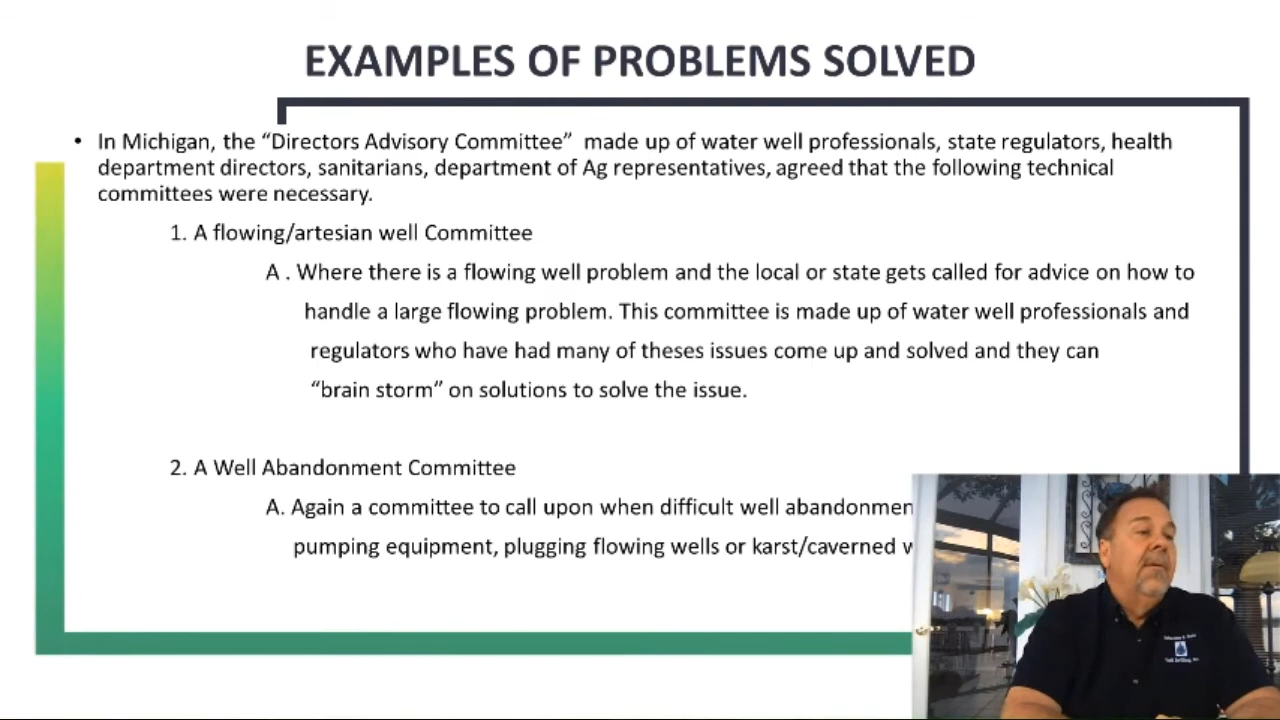 EXAMPLES OF PROBLEMS SOLVED
• In Michigan, the “Directors Advisory Committee” made up of water well professionals, state regulators, health
department directors, sanitarians, department of Ag representatives, agreed that the following technical
committees were necessary.
1. A flowing/artesian well Committee
A . Where there is a flowing well problem and the local or state gets called for advice on how to
handle a large flowing problem. This committee is made up of water well professionals and
regulators who have had many of theses issues come up and solved and they can
“brain storm” on solutions to solve the issue.
2. A Well Abandonment Committee
A. Again a committee to call upon when difficult well abandonmen
pumping equipment, plugging flowing wells or karst/caverned w